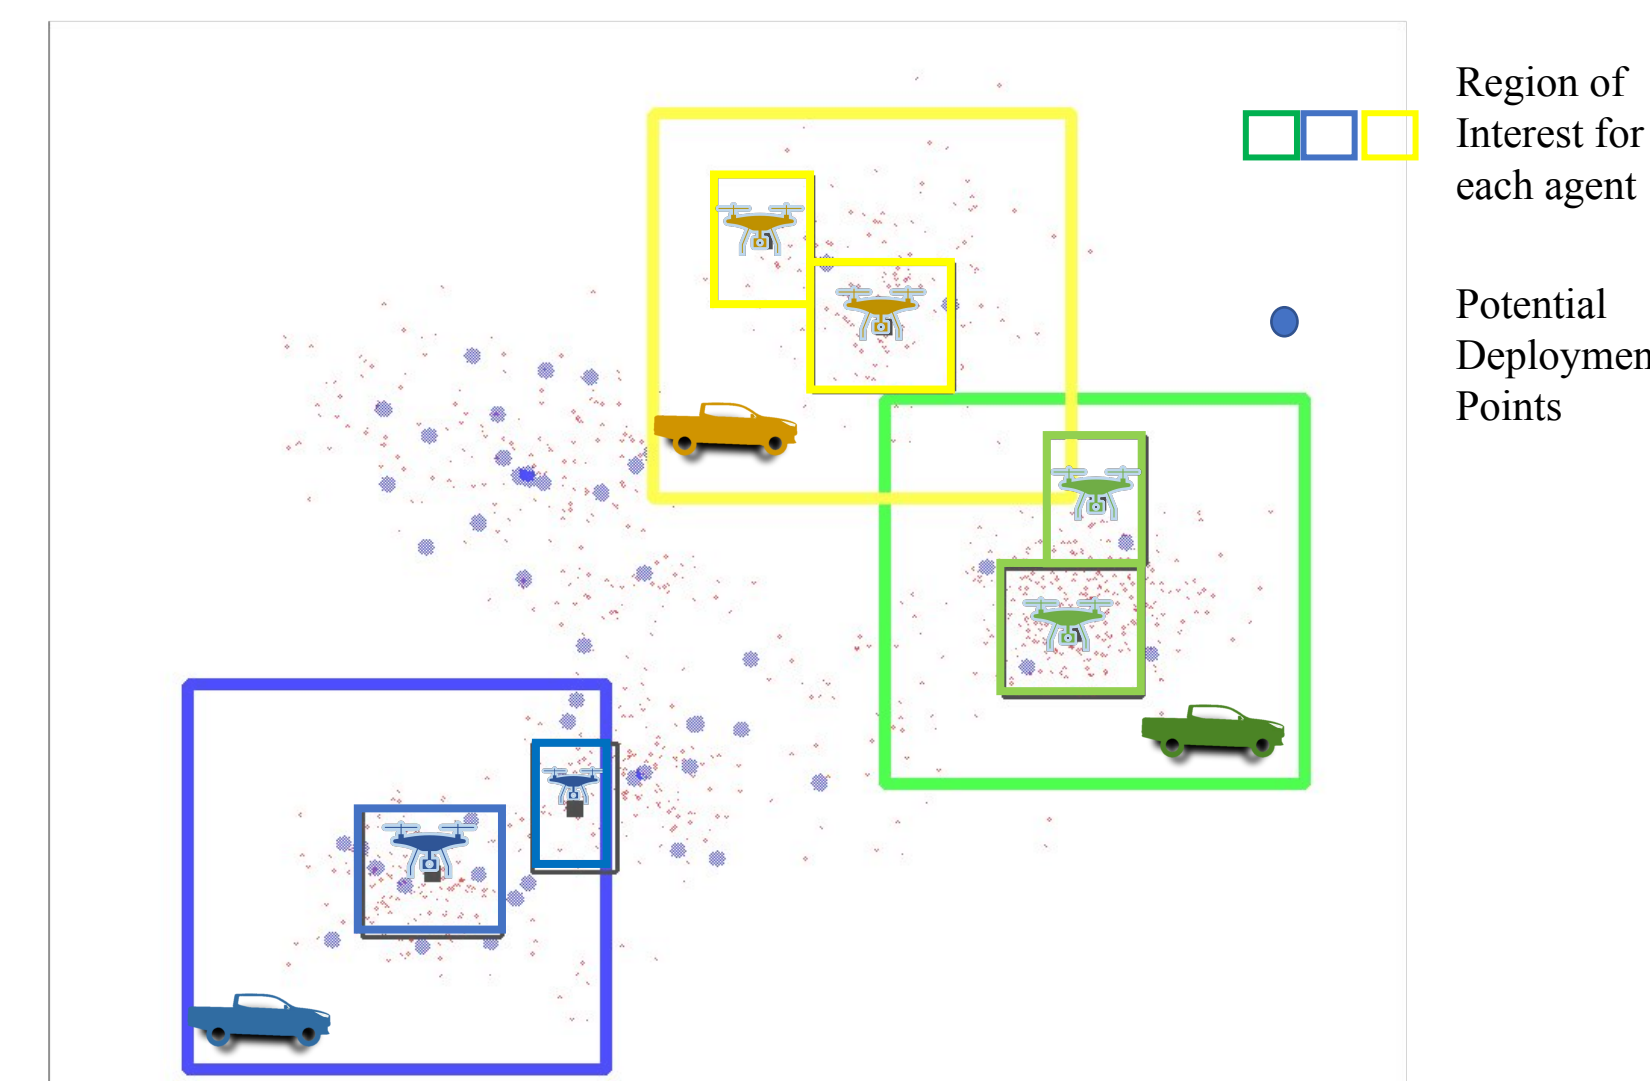 Region of
Interest for
each agent
Potential
Deploymen
Points